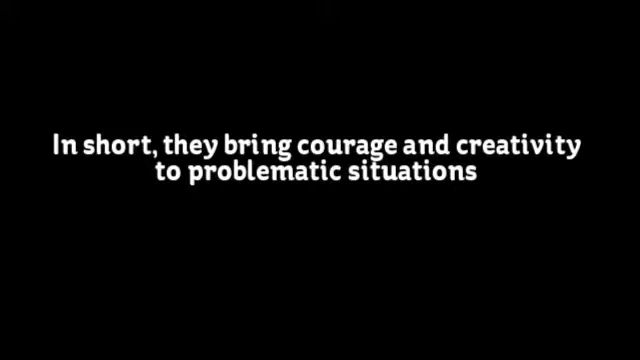 In short, they bring courage and creativity
to problematic situations